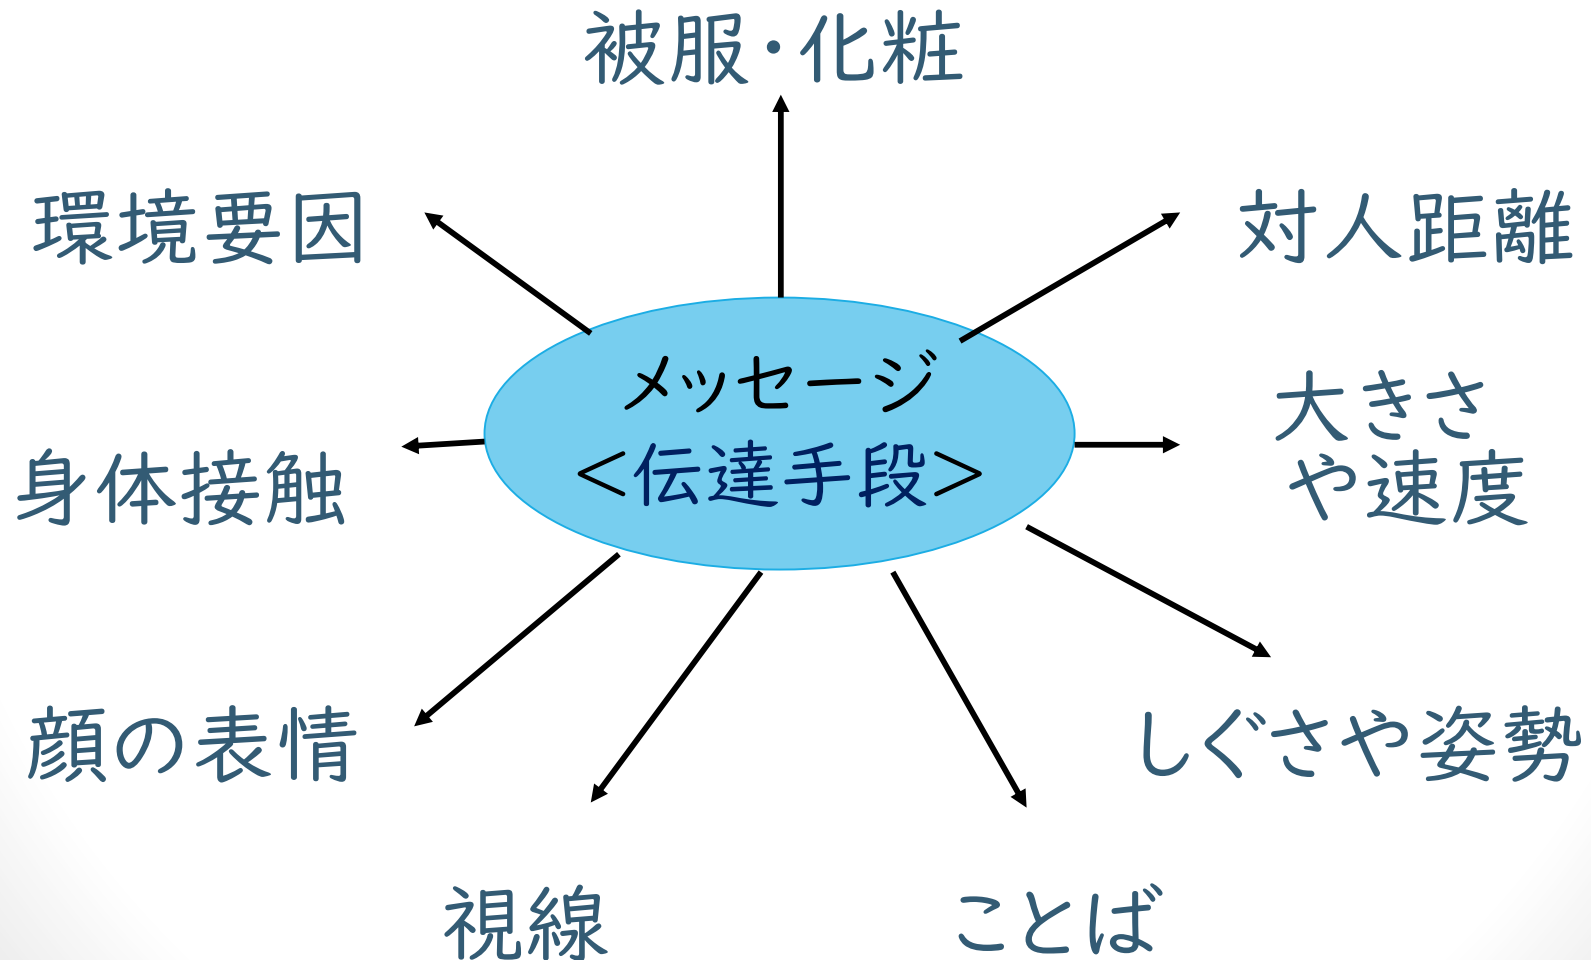 被服・化粧
環境要因
対人距離
メッセージ
<伝達手段>
大きさ
や速度
身体接触
顔の表情
しぐさや姿勢
視線
ことば